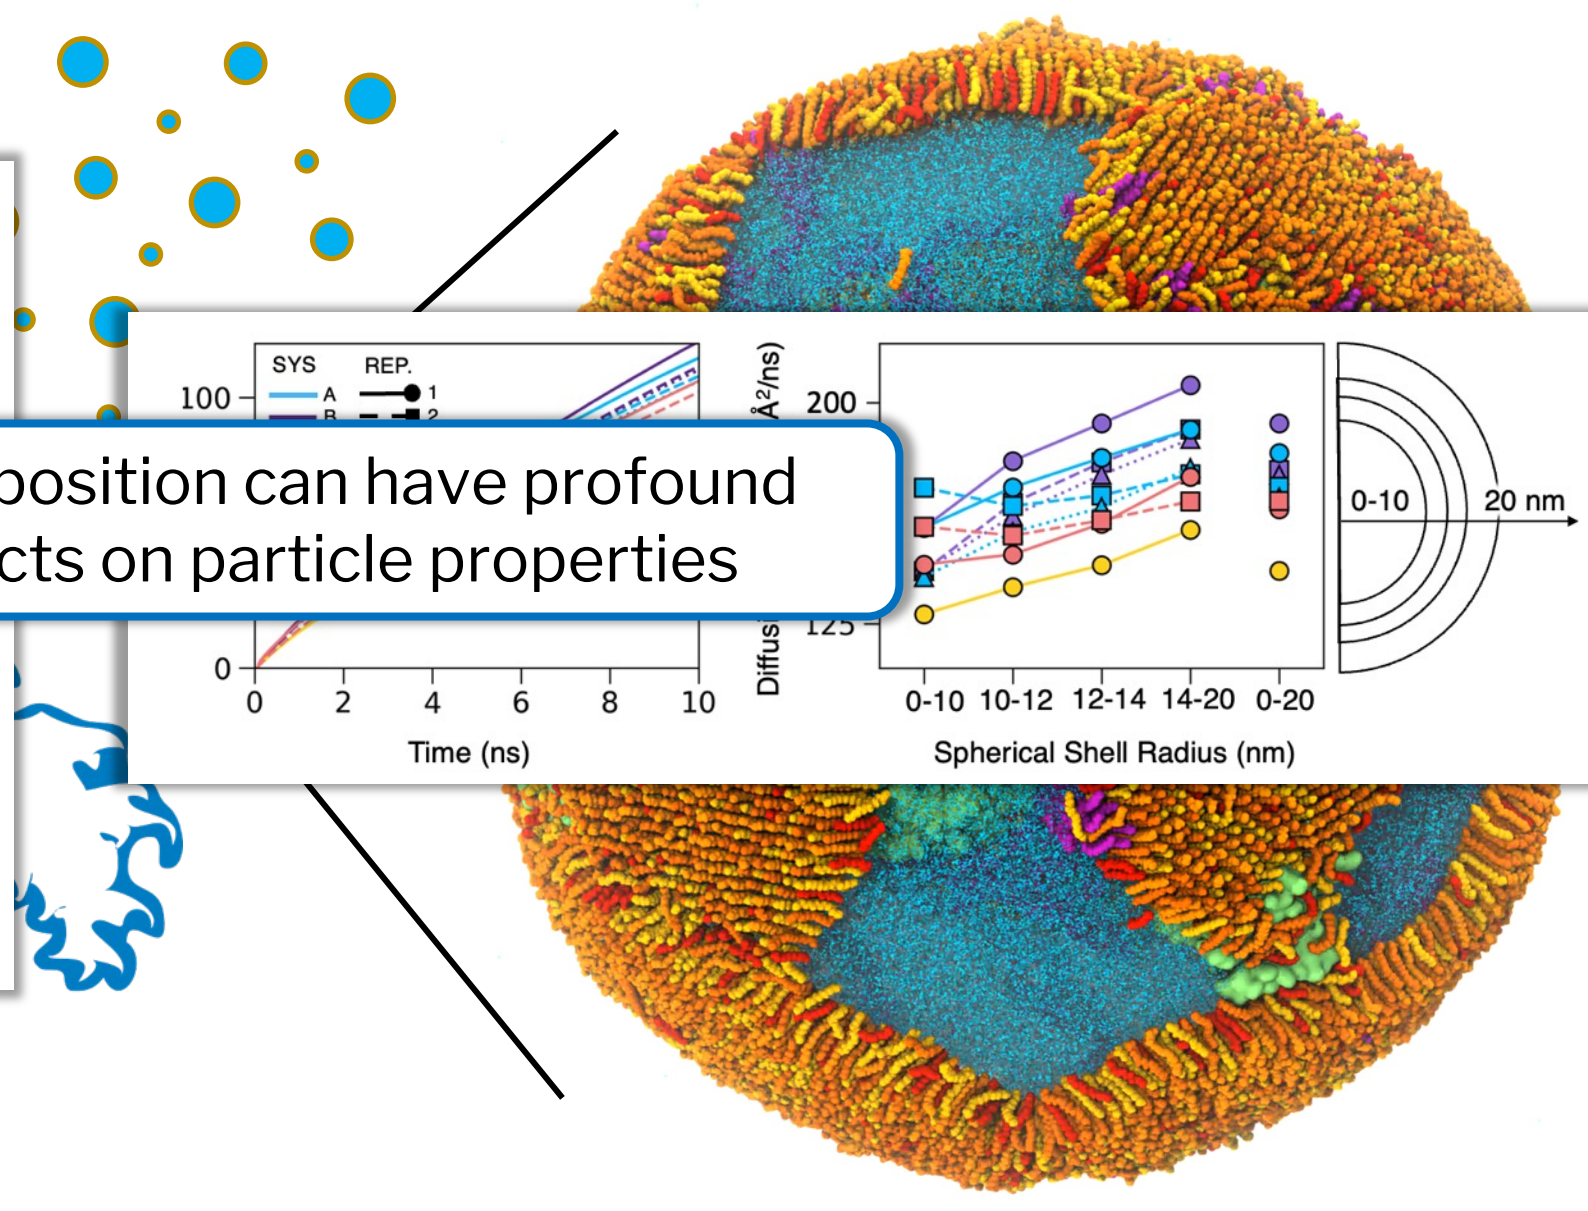 SYS REP.
A 1
B 2
100
0
0 2 4 6 8 10
Time (ns)
position can have profound
cts on particle properties
Å²/ns)
Diffusi
200
125
0-10 10-12 12-14 14-20 0-20
Spherical Shell Radius (nm)
0-10 20 nm